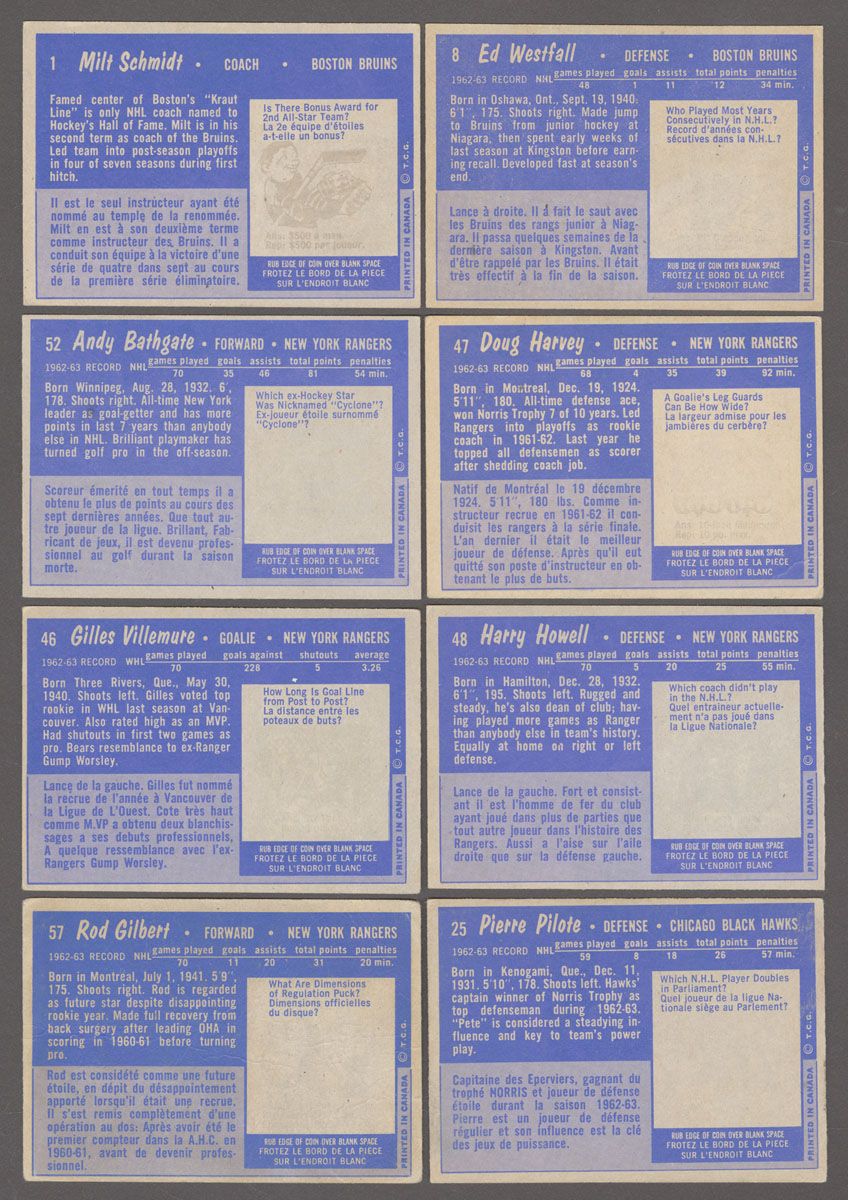 1 Milt Schmidt • COACH • BOSTON BRUINS
Famed center of Boston's "Kraut
Line" is only NHL coach named to
Hockey's Hall of Fame. Milt is in his
second term as coach of the Bruins.
Led team into post-season playoffs
in four of seven seasons during first
hitch.
Il est le seul instructeur ayant été
nommé au temple de la renommée.
Milt en est à son deuxième terme
comme instructeur des Bruins. Il a
conduit son équipe à la victoire d'une
série de quatre dans sept au cours
de la première série éliminatoire.
Is There Bonus Award for
2nd All-Star Team?
La 2e équipe d'étoiles
a-t-elle un bonus?
RUB EDGE OF COIN OVER BLANK SPACE
FROTEZ LE BORD DE LA PIECE
SUR L'ENDROIT BLANC
PRINTED IN CANADA © T.C.G.
8 Ed Westfall • DEFENSE • BOSTON BRUINS
games played goals assists total points penalties
1962-63 RECORD NHL 48 1 11 12 34 min.
Born in Oshawa, Ont., Sept. 19, 1940.
6'1", 175. Shoots right. Made jump
to Bruins from junior hockey at
Niagara, then spent early weeks of
last season at Kingston before earn-
ing recall. Developed fast at season's
end.
Lance à droite. Il á fait le saut avec
les Bruins des rangs junior à Niag-
ara. Il passa quelques semaines de la
dernière saison à Kingston. Avant
d'être rappelé par les Bruins. Il était
très effectif à la fin de la saison.
Who Played Most Years
Consecutively in N.H.L.?
Record d'années con-
sécutives dans la N.H.L.?
RUB EDGE OF COIN OVER BLANK SPACE
FROTEZ LE BORD DE LA PIECE
SUR L'ENDROIT BLANC
PRINTED IN CANADA © T.C.G.
52 Andy Bathgate • FORWARD • NEW YORK RANGERS
games played goals assists total points penalties
1962-63 RECORD NHL 70 35 46 81 54 min.
Born Winnipeg, Aug. 28, 1932. 6',
178. Shoots right. All-time New York
leader as goal-getter and has more
points in last 7 years than anybody
else in NHL. Brilliant playmaker has
turned golf pro in the off-season.
Scoreur émerité en tout temps il a
obtenu le plus de points au cours des
sept dernières années. Que tout au-
tre joueur de la ligue. Brillant, Fab-
ricant de jeux, il est devenu profes-
sionnel au golf durant la saison
morte.
Which ex-Hockey Star
Was Nicknamed "Cyclone"?
Ex-joueur étoile surnommé
"Cyclone"?
RUB EDGE OF COIN OVER BLANK SPACE
FROTEZ LE BORD DE LA PIECE
SUR L'ENDROIT BLANC
PRINTED IN CANADA © T.C.G.
47 Doug Harvey • DEFENSE • NEW YORK RANGERS
games played goals assists total points penalties
1962-63 RECORD NHL 68 4 35 39 92 min.
Born in Montreal, Dec. 19, 1924.
5'11", 180. All-time defense ace,
won Norris Trophy 7 of 10 years. Led
Rangers into playoffs as rookie
coach in 1961-62. Last year he
topped all defensemen as scorer
after shedding coach job.
Natif de Montréal le 19 décembre
1924, 5'11", 180 lbs. Comme in-
structeur recrue en 1961-62 il con-
duisit les rangers à la série finale.
L'an dernier il était le meilleur
joueur de défense. Après qu'il eut
quitté son poste d'instructeur en ob-
tenant le plus de buts.
A Goalie's Leg Guards
Can Be How Wide?
La largeur admise pour les
jambières du cerbère?
RUB EDGE OF COIN OVER BLANK SPACE
FROTEZ LE BORD DE LA PIECE
SUR L'ENDROIT BLANC
PRINTED IN CANADA © T.C.G.
46 Gilles Villemure • GOALIE • NEW YORK RANGERS
games played goals against shutouts average
1962-63 RECORD WHL 70 228 5 3.26
Born Three Rivers, Que., May 30,
1940. Shoots left. Gilles voted top
rookie in WHL last season at Van-
couver. Also rated high as an MVP.
Had shutouts in first two games as
pro. Bears resemblance to ex-Ranger
Gump Worsley.
Lance de la gauche. Gilles fut nommé
la recrue de l'année à Vancouver de
la Ligue de L'Ouest. Cote très haut
comme M.VP a obtenu deux blanchis-
sages a ses debuts professionnels,
A quelque ressemblance avec l'ex-
Rangers Gump Worsley.
How Long Is Goal Line
from Post to Post?
La distance entre les
poteaux de buts?
RUB EDGE OF COIN OVER BLANK SPACE
FROTEZ LE BORD DE LA PIECE
SUR L'ENDROIT BLANC
PRINTED IN CANADA © T.C.G.
48 Harry Howell • DEFENSE • NEW YORK RANGERS
games played goals assists total points penalties
1962-63 RECORD NHL 70 5 20 25 55 min.
Born in Hamilton, Dec. 28, 1932.
6'1", 195. Shoots left. Rugged and
steady, he's also dean of club; hav-
ing played more games as Ranger
than anybody else in team's history.
Equally at home on right or left
defense.
Lance de la gauche. Fort et consist-
ant il est l'homme de fer du club
ayant joué dans plus de parties que
tout autre joueur dans l'histoire des
Rangers. Aussi a l'aise sur l'aile
droite que sur la défense gauche.
Which coach didn't play
in the N.H.L.?
Quel entraineur actuelle-
ment n'a pas joué dans
la Ligue Nationale?
RUB EDGE OF COIN OVER BLANK SPACE
FROTEZ LE BORD DE LA PIECE
SUR L'ENDROIT BLANC
PRINTED IN CANADA © T.C.G.
57 Rod Gilbert • FORWARD • NEW YORK RANGERS
games played goals assists total points penalties
1962-63 RECORD NHL 70 11 20 31 20 min.
Born in Montreal, July 1, 1941. 5'9",
175. Shoots right. Rod is regarded
as future star despite disappointing
rookie year. Made full recovery from
back surgery after leading OHA in
scoring in 1960-61 before turning
pro.
Rod est considété comme une future
étoile, en dépit du désappointement
apporté lorsqu'il était une recrue.
Il s'est remis complètement d'une
opération au dos: Après avoir été le
premier compteur dans la A.H.C. en
1960-61, avant de devenir profes-
sionnel.
What Are Dimensions
of Regulation Puck?
Dimensions officielles
du disque?
RUB EDGE OF COIN OVER BLANK SPACE
FROTEZ LE BORD DE LA PIECE
SUR L'ENDROIT BLANC
PRINTED IN CANADA © T.C.G.
25 Pierre Pilote • DEFENSE • CHICAGO BLACK HAWKS
games played goals assists total points penalties
1962-63 RECORD NHL 59 8 18 26 57 min.
Born in Kenogami, Que., Dec. 11,
1931. 5'10", 178. Shoots left. Hawks'
captain winner of Norris Trophy as
top defenseman during 1962-63.
"Pete" is considered a steadying in-
fluence and key to team's power
play.
Capitaine des Eperviers, gagnant du
trophé NORRIS et joueur de défense
étoile durant la saison 1962-63.
Pierre est un joueur de défense
régulier et son influence est la clé
des jeux de puissance.
Which N.H.L. Player Doubles
in Parliament?
Quel joueur de la ligue Na-
tionale siège au Parlement?
RUB EDGE OF COIN OVER BLANK SPACE
FROTEZ LE BORD DE LA PIECE
SUR L'ENDROIT BLANC
PRINTED IN CANADA © T.C.G.